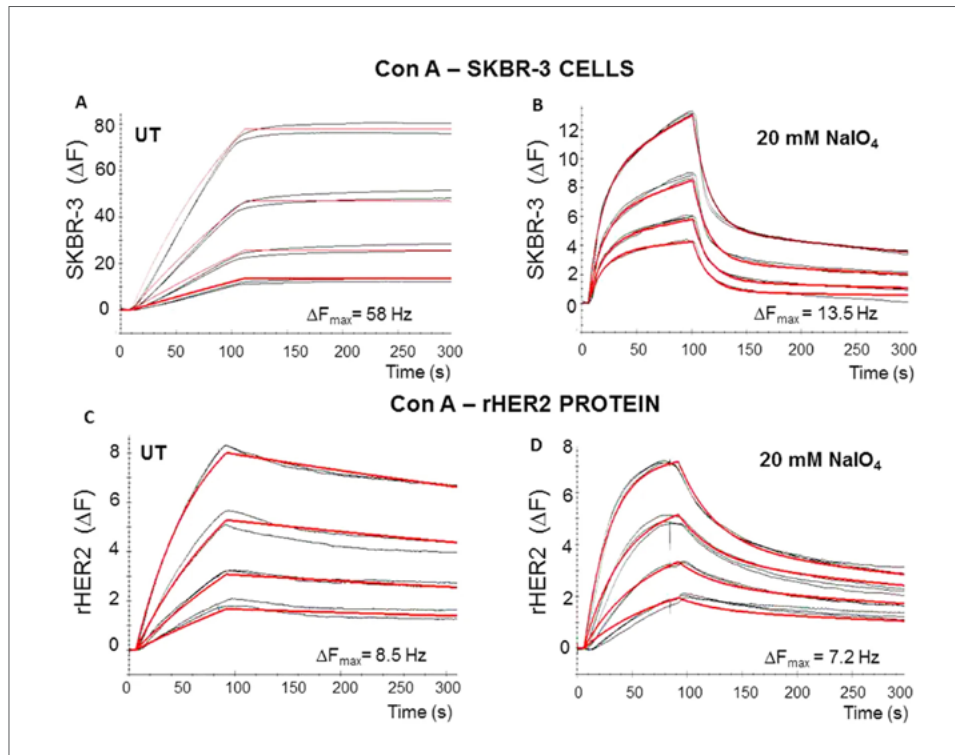 Con A – SKBR-3 CELLS
A
UT
SKBR-3 (ΔF)
80
60
40
20
0
ΔFmax= 58 Hz
0 50 100 150 200 250 300
Time (s)
B
20 mM NaIO4
SKBR-3 (ΔF)
12
10
8
6
4
2
0
ΔFmax= 13.5 Hz
0 50 100 150 200 250 300
Time (s)
Con A – rHER2 PROTEIN
C
UT
rHER2 (ΔF)
8
6
4
2
0
ΔFmax= 8.5 Hz
0 50 100 150 200 250 300
Time (s)
D
20 mM NaIO4
rHER2 (ΔF)
8
6
4
2
0
ΔFmax= 7.2 Hz
0 50 100 150 200 250 300
Time (s)